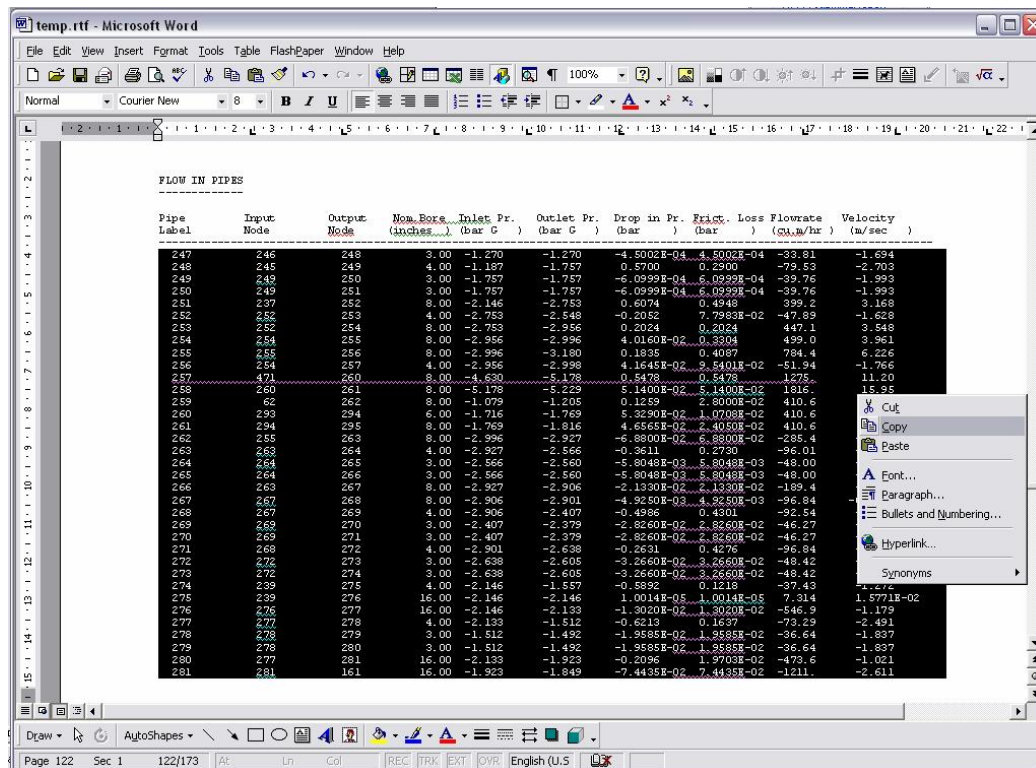 temp.rtf - Microsoft Word
File Edit View Insert Format Tools Table FlashPaper Window Help
100%
Normal Courier New 8 B I U
FLOW IN PIPES
Pipe Input Output Nom.Bore Inlet Pr. Outlet Pr. Drop in Pr. Frict. Loss Flowrate Velocity
Label Node Node (inches ) (bar G ) (bar G ) (bar ) (bar ) (cu.m/hr ) (m/sec )
247 246 248 3.00 -1.270 -1.270 -4.5002E-04 4.5002E-04 -33.81 -1.694
248 245 249 4.00 -1.187 -1.757 0.5700 0.2900 -79.53 -2.703
249 249 250 3.00 -1.757 -1.757 -6.0999E-04 6.0999E-04 -39.76 -1.993
250 249 251 3.00 -1.757 -1.757 -6.0999E-04 6.0999E-04 -39.76 -1.993
251 237 252 8.00 -2.146 -2.753 0.6074 0.4948 399.2 3.168
252 252 253 4.00 -2.753 -2.548 -0.2052 7.7983E-02 -47.89 -1.628
253 252 254 8.00 -2.753 -2.956 0.2024 0.2024 447.1 3.548
254 254 255 8.00 -2.956 -2.996 4.0160E-02 0.3304 499.0 3.961
255 255 256 8.00 -2.996 -3.180 0.1835 0.4087 784.4 6.226
256 254 257 4.00 -2.956 -2.998 4.1645E-02 9.5401E-02 -51.94 -1.766
257 471 260 8.00 -4.630 -5.178 0.5478 0.5478 1275. 11.20
258 260 261 8.00 -5.178 -5.229 5.1400E-02 5.1400E-02 1816. 15.95
259 62 262 8.00 -1.079 -1.205 0.1259 2.8000E-02 410.6
260 293 294 6.00 -1.716 -1.769 5.3290E-02 1.0708E-02 410.6
261 294 295 8.00 -1.769 -1.816 4.6565E-02 2.4050E-02 410.6
262 255 263 8.00 -2.996 -2.927 -6.8800E-02 6.8800E-02 -285.4
263 263 264 4.00 -2.927 -2.566 -0.3611 0.2730 -96.01
264 264 265 3.00 -2.566 -2.560 -5.8048E-03 5.8048E-03 -48.00
265 264 266 3.00 -2.566 -2.560 -5.8048E-03 5.8048E-03 -48.00
266 263 267 8.00 -2.927 -2.906 -2.1330E-02 2.1330E-02 -189.4
267 267 268 8.00 -2.906 -2.901 -4.9250E-03 4.9250E-03 -96.84
268 267 269 4.00 -2.906 -2.407 -0.4986 0.4301 -92.54
269 269 270 3.00 -2.407 -2.379 -2.8260E-02 2.8260E-02 -46.27
270 269 271 3.00 -2.407 -2.379 -2.8260E-02 2.8260E-02 -46.27
271 268 272 4.00 -2.901 -2.638 -0.2631 0.4276 -96.84
272 272 273 3.00 -2.638 -2.605 -3.2660E-02 3.2660E-02 -48.42
273 272 274 3.00 -2.638 -2.605 -3.2660E-02 3.2660E-02 -48.42
274 239 275 4.00 -2.146 -1.557 -0.5892 0.1218 -37.43
275 239 276 16.00 -2.146 -2.146 1.0014E-05 1.0014E-05 7.314 1.5771E-02
276 276 277 16.00 -2.146 -2.133 -1.3020E-02 1.3020E-02 -546.9 -1.179
277 277 278 4.00 -2.133 -1.512 -0.6213 0.1637 -73.29 -2.491
278 278 279 3.00 -1.512 -1.492 -1.9585E-02 1.9585E-02 -36.64 -1.837
279 278 280 3.00 -1.512 -1.492 -1.9585E-02 1.9585E-02 -36.64 -1.837
280 277 281 16.00 -2.133 -1.923 -0.2096 1.9703E-02 -473.6 -1.021
281 281 161 16.00 -1.923 -1.849 -7.4435E-02 7.4435E-02 -1211. -2.611
Cut
Copy
Paste
Font...
Paragraph...
Bullets and Numbering...
Hyperlink...
Synonyms
Draw AutoShapes
Page 122 Sec 1 122/173 At Ln Col REC TRK EXT OVR English (U.S